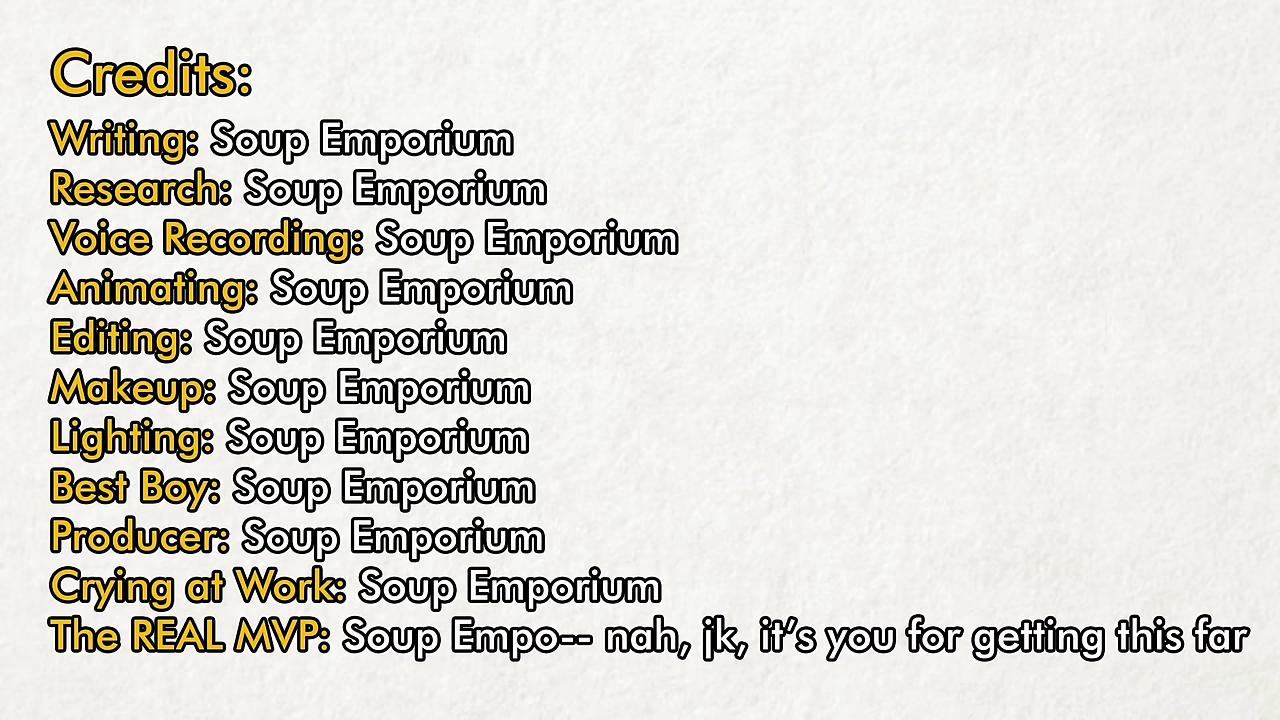 Credits:
Writing: Soup Emporium
Research: Soup Emporium
Voice Recording: Soup Emporium
Animating: Soup Emporium
Editing: Soup Emporium
Makeup: Soup Emporium
Lighting: Soup Emporium
Best Boy: Soup Emporium
Producer: Soup Emporium
Crying at Work: Soup Emporium
The REAL MVP: Soup Empo-- nah, jk, it’s you for getting this far